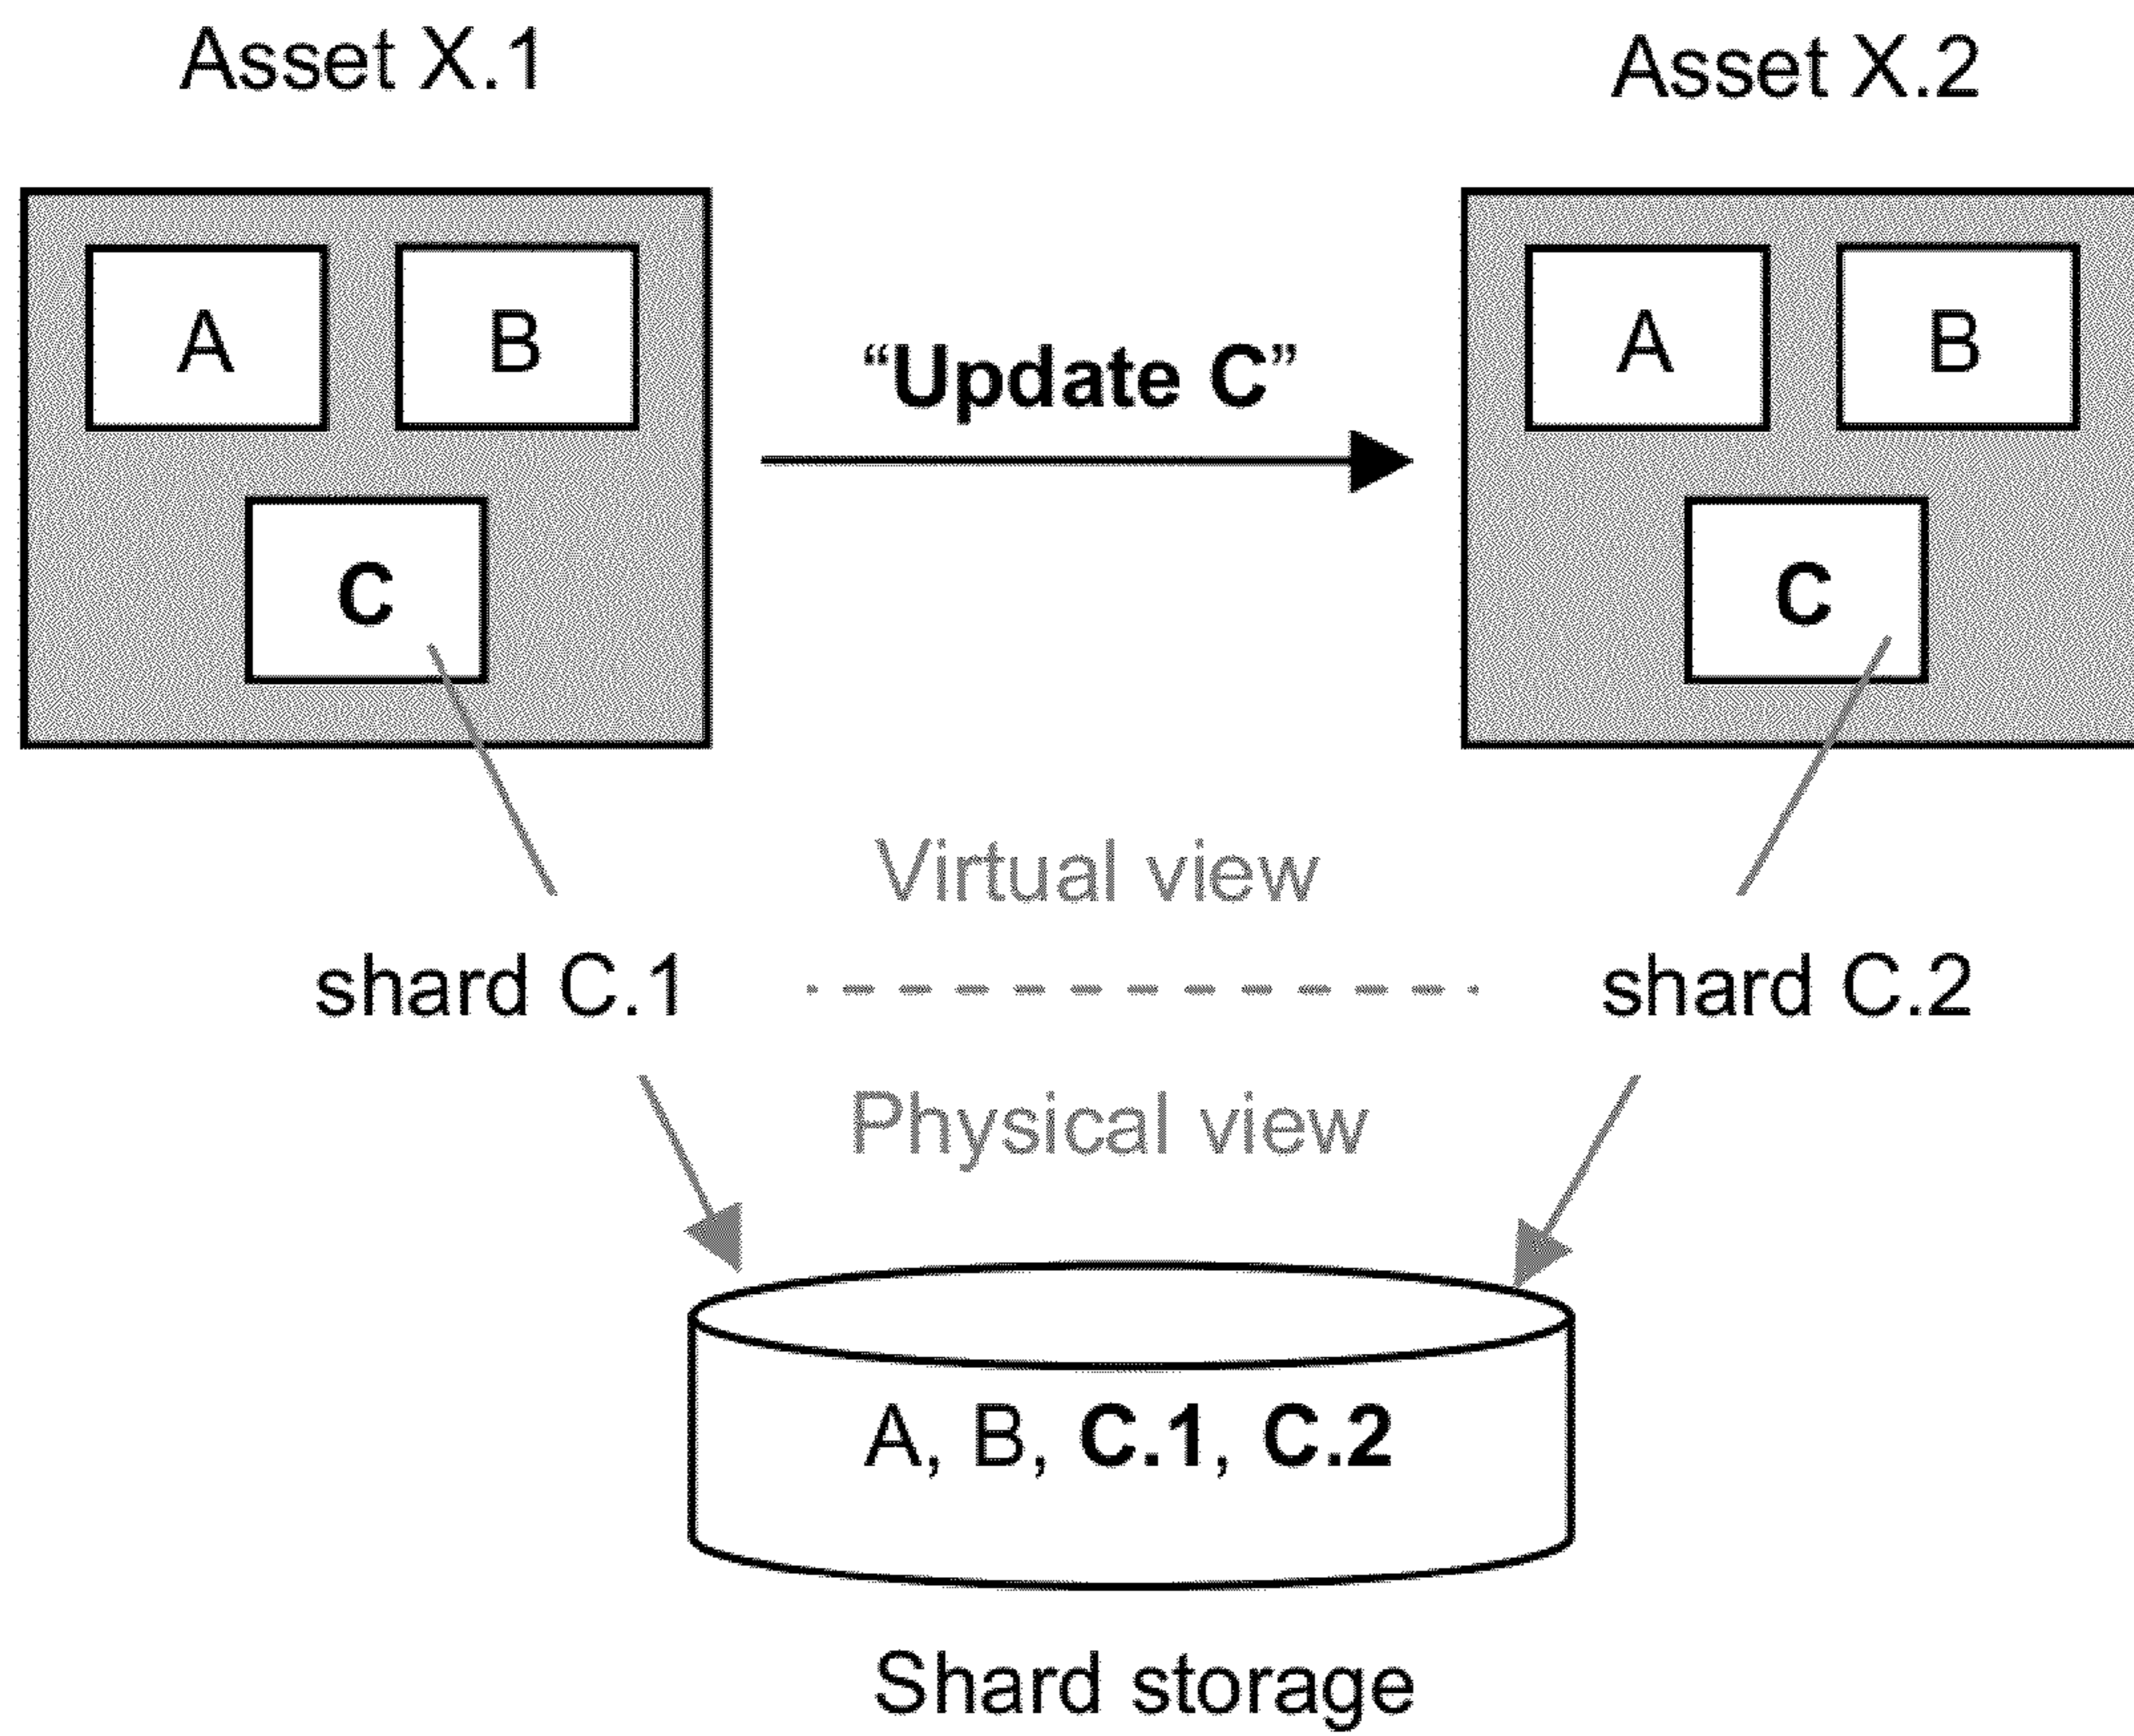 Asset X.1
Asset X.2
A
B
A
B
“Update C”
C
C
Virtual view
shard C.1
shard C.2
Physical view
A, B, C.1, C.2
Shard storage